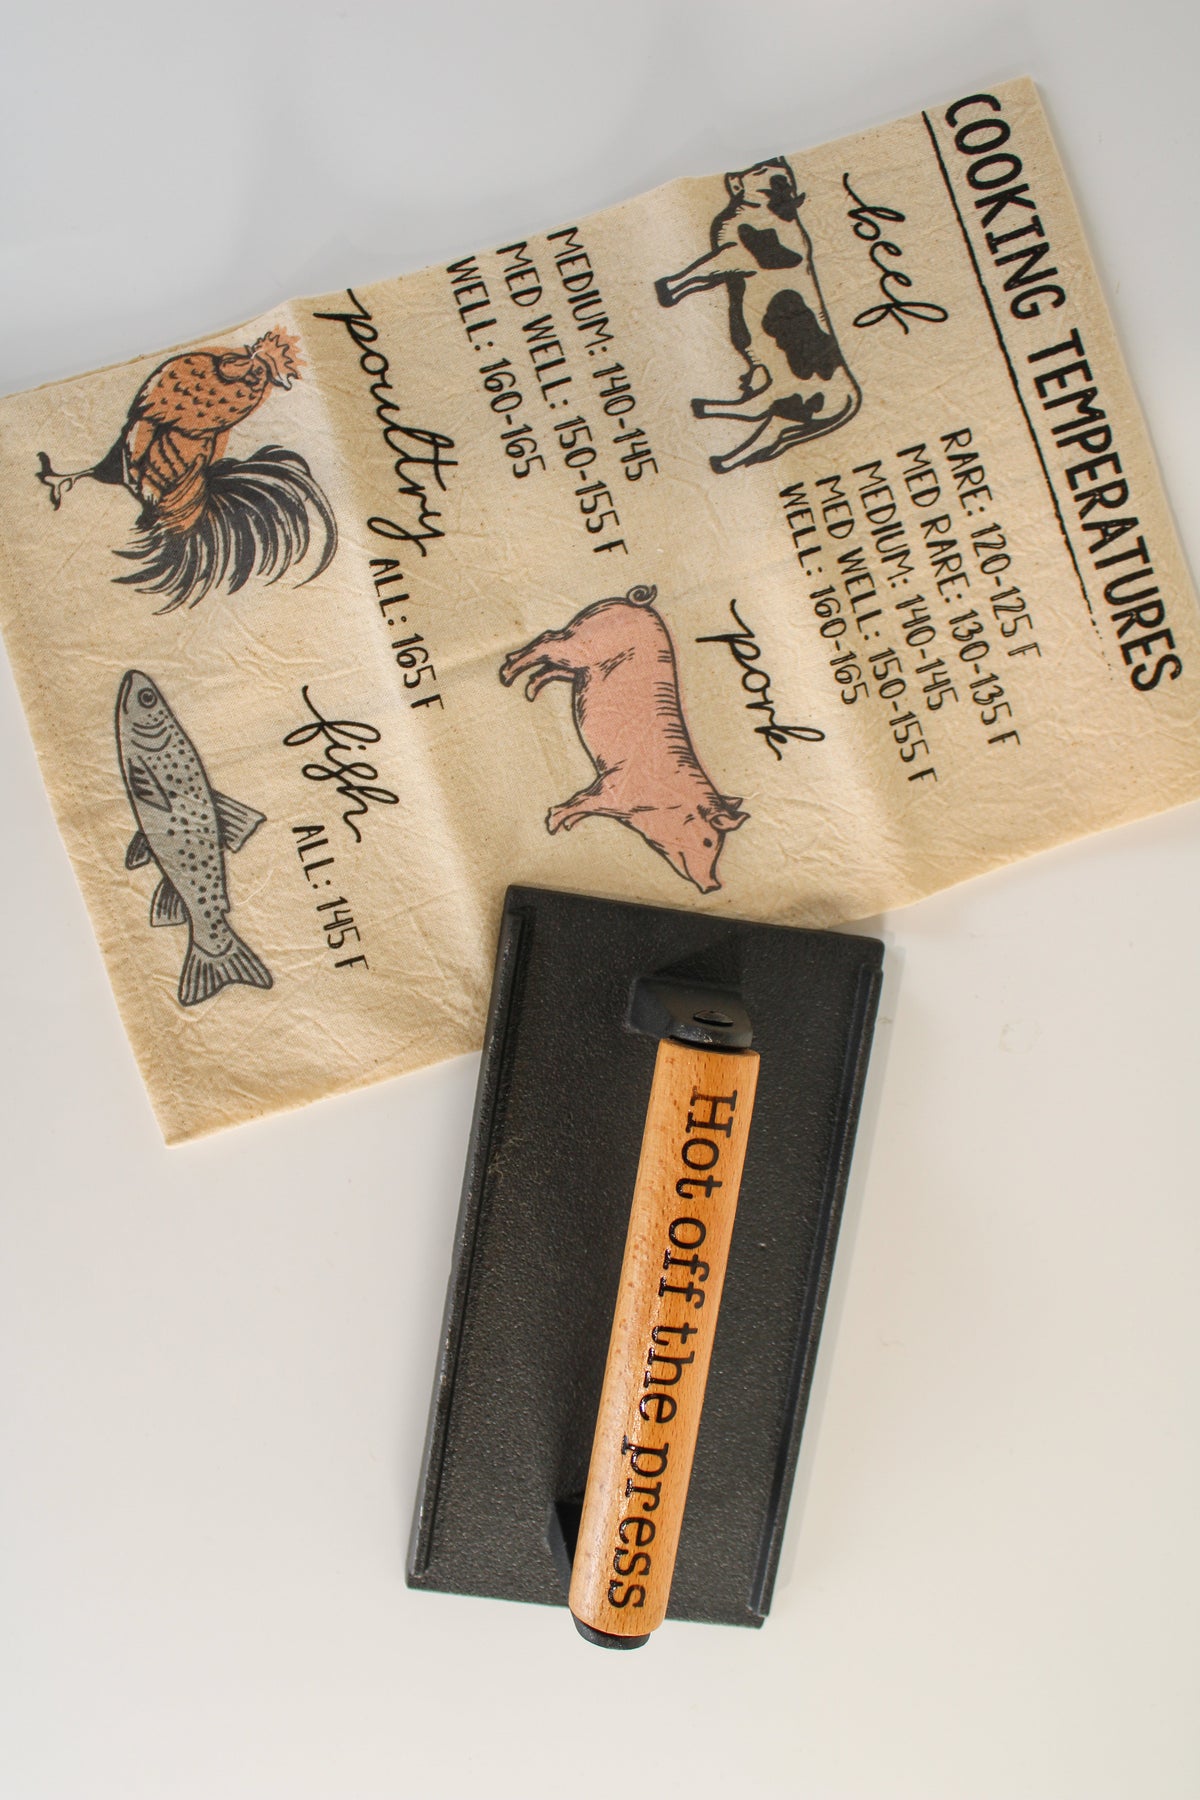 COOKING TEMPERATURES
beef
RARE: 120-125 F
MED RARE: 130-135 F
MEDIUM: 140-145
MED WELL: 150-155 F
WELL: 160-165
pork
MEDIUM: 140-145
MED WELL: 150-155 F
WELL: 160-165
poultry
ALL: 165 F
fish
ALL: 145 F
Hot off the press